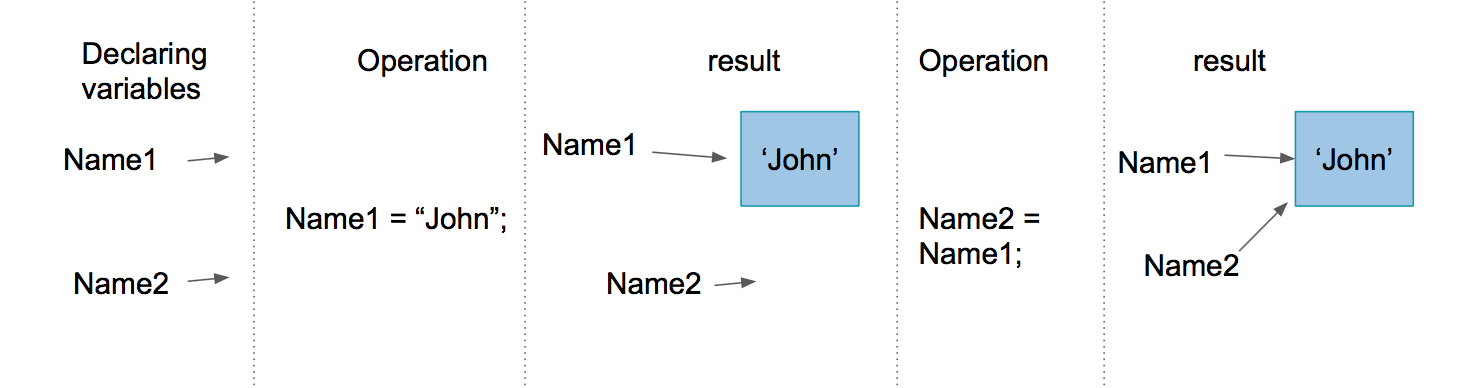 Declaring
variables
Name1
Name2
Operation
Name1 = “John”;
result
Name1
‘John’
Name2
Operation
Name2 =
Name1;
result
Name1
‘John’
Name2